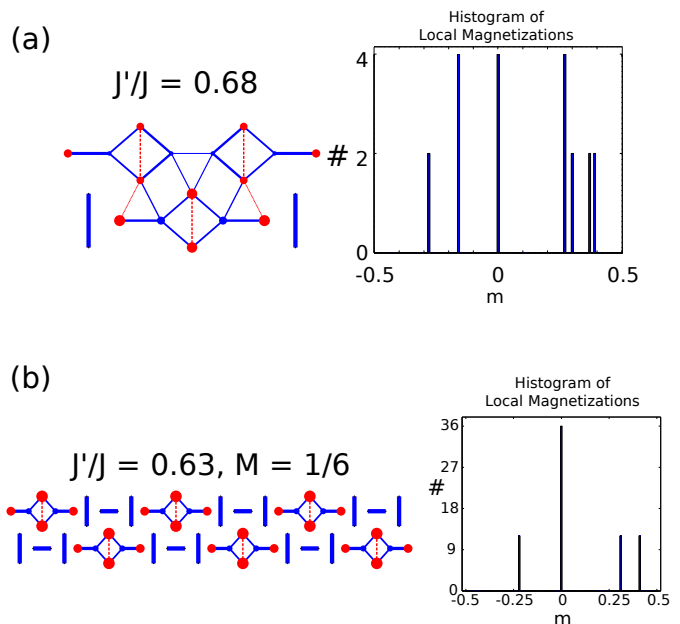 (a)
J'/J = 0.68
Histogram of
Local Magnetizations
4
#
2
0
-0.5
0
0.5
m
(b)
J'/J = 0.63, M = 1/6
Histogram of
Local Magnetizations
36
27
#
18
9
0
-0.5
-0.25
0
0.25
0.5
m